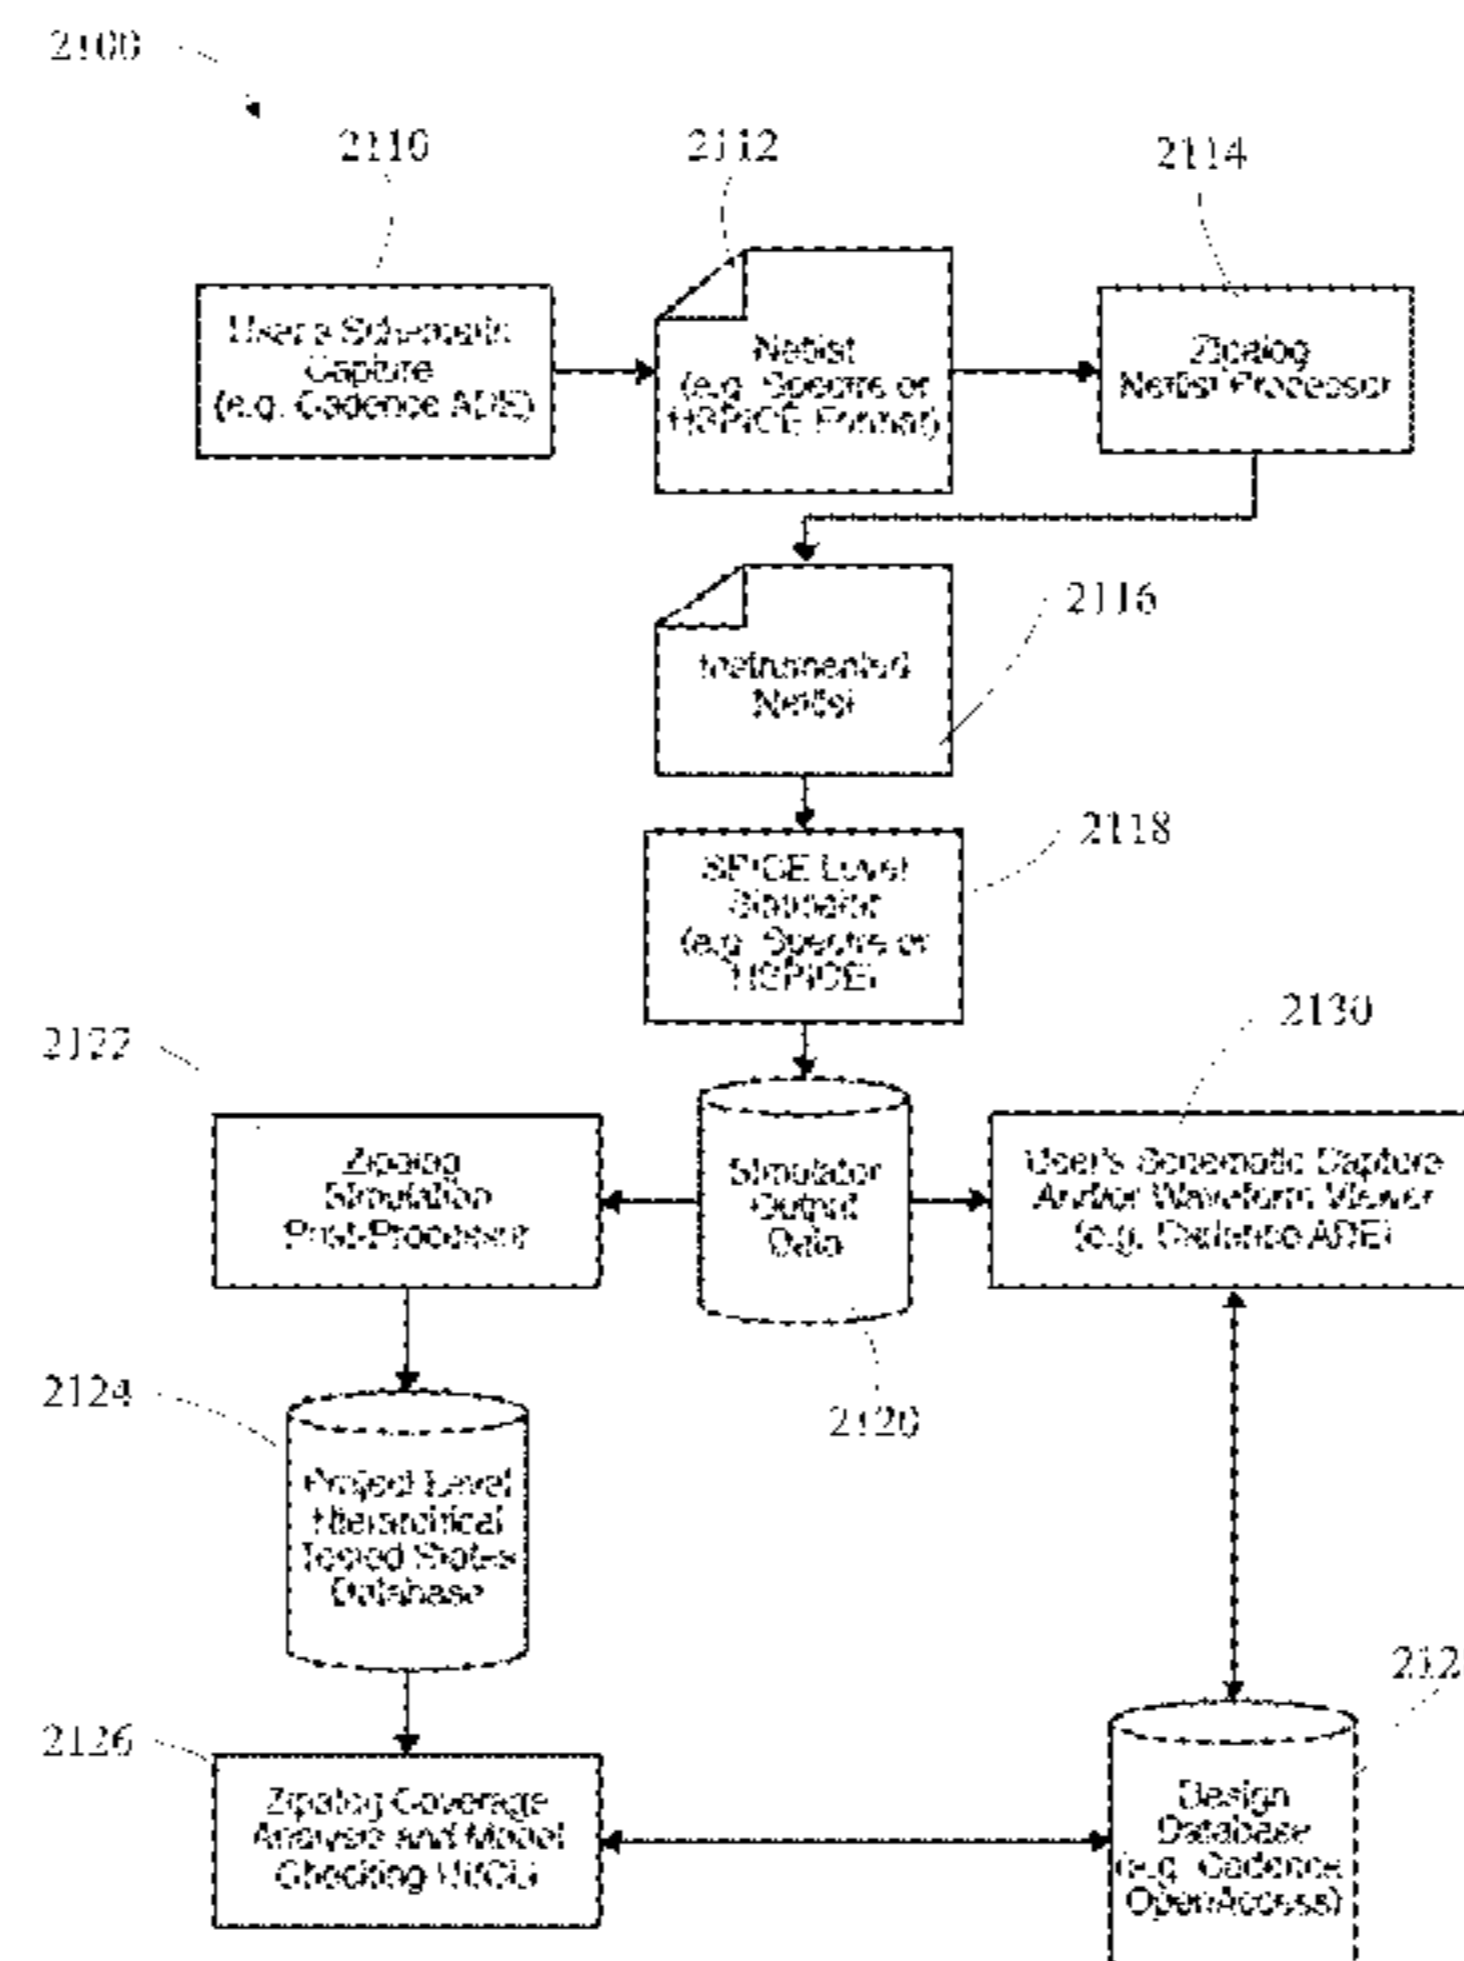 2100
2110
2112
2114
User's Schematic
Capture
(e.g. Cadence ADE)
Netlist
(e.g. Spectre or
HSPICE Format)
Zipalog
Netlist Processor
2116
Instrumented
Netlist
2118
SPICE Level
Simulator
(e.g. Spectre or
HSPICE)
2130
2122
Zipalog
Simulation
Post-Processor
Simulator
Output
Data
User's Schematic Capture
And/or Waveform Viewer
(e.g. Cadence ADE)
2124
2120
Project Level
Hierarchical
Tested States
Database
212
2126
Zipalog Coverage
Analysis and Model
Checking
Design
Database
(e.g. Cadence
OpenAccess)